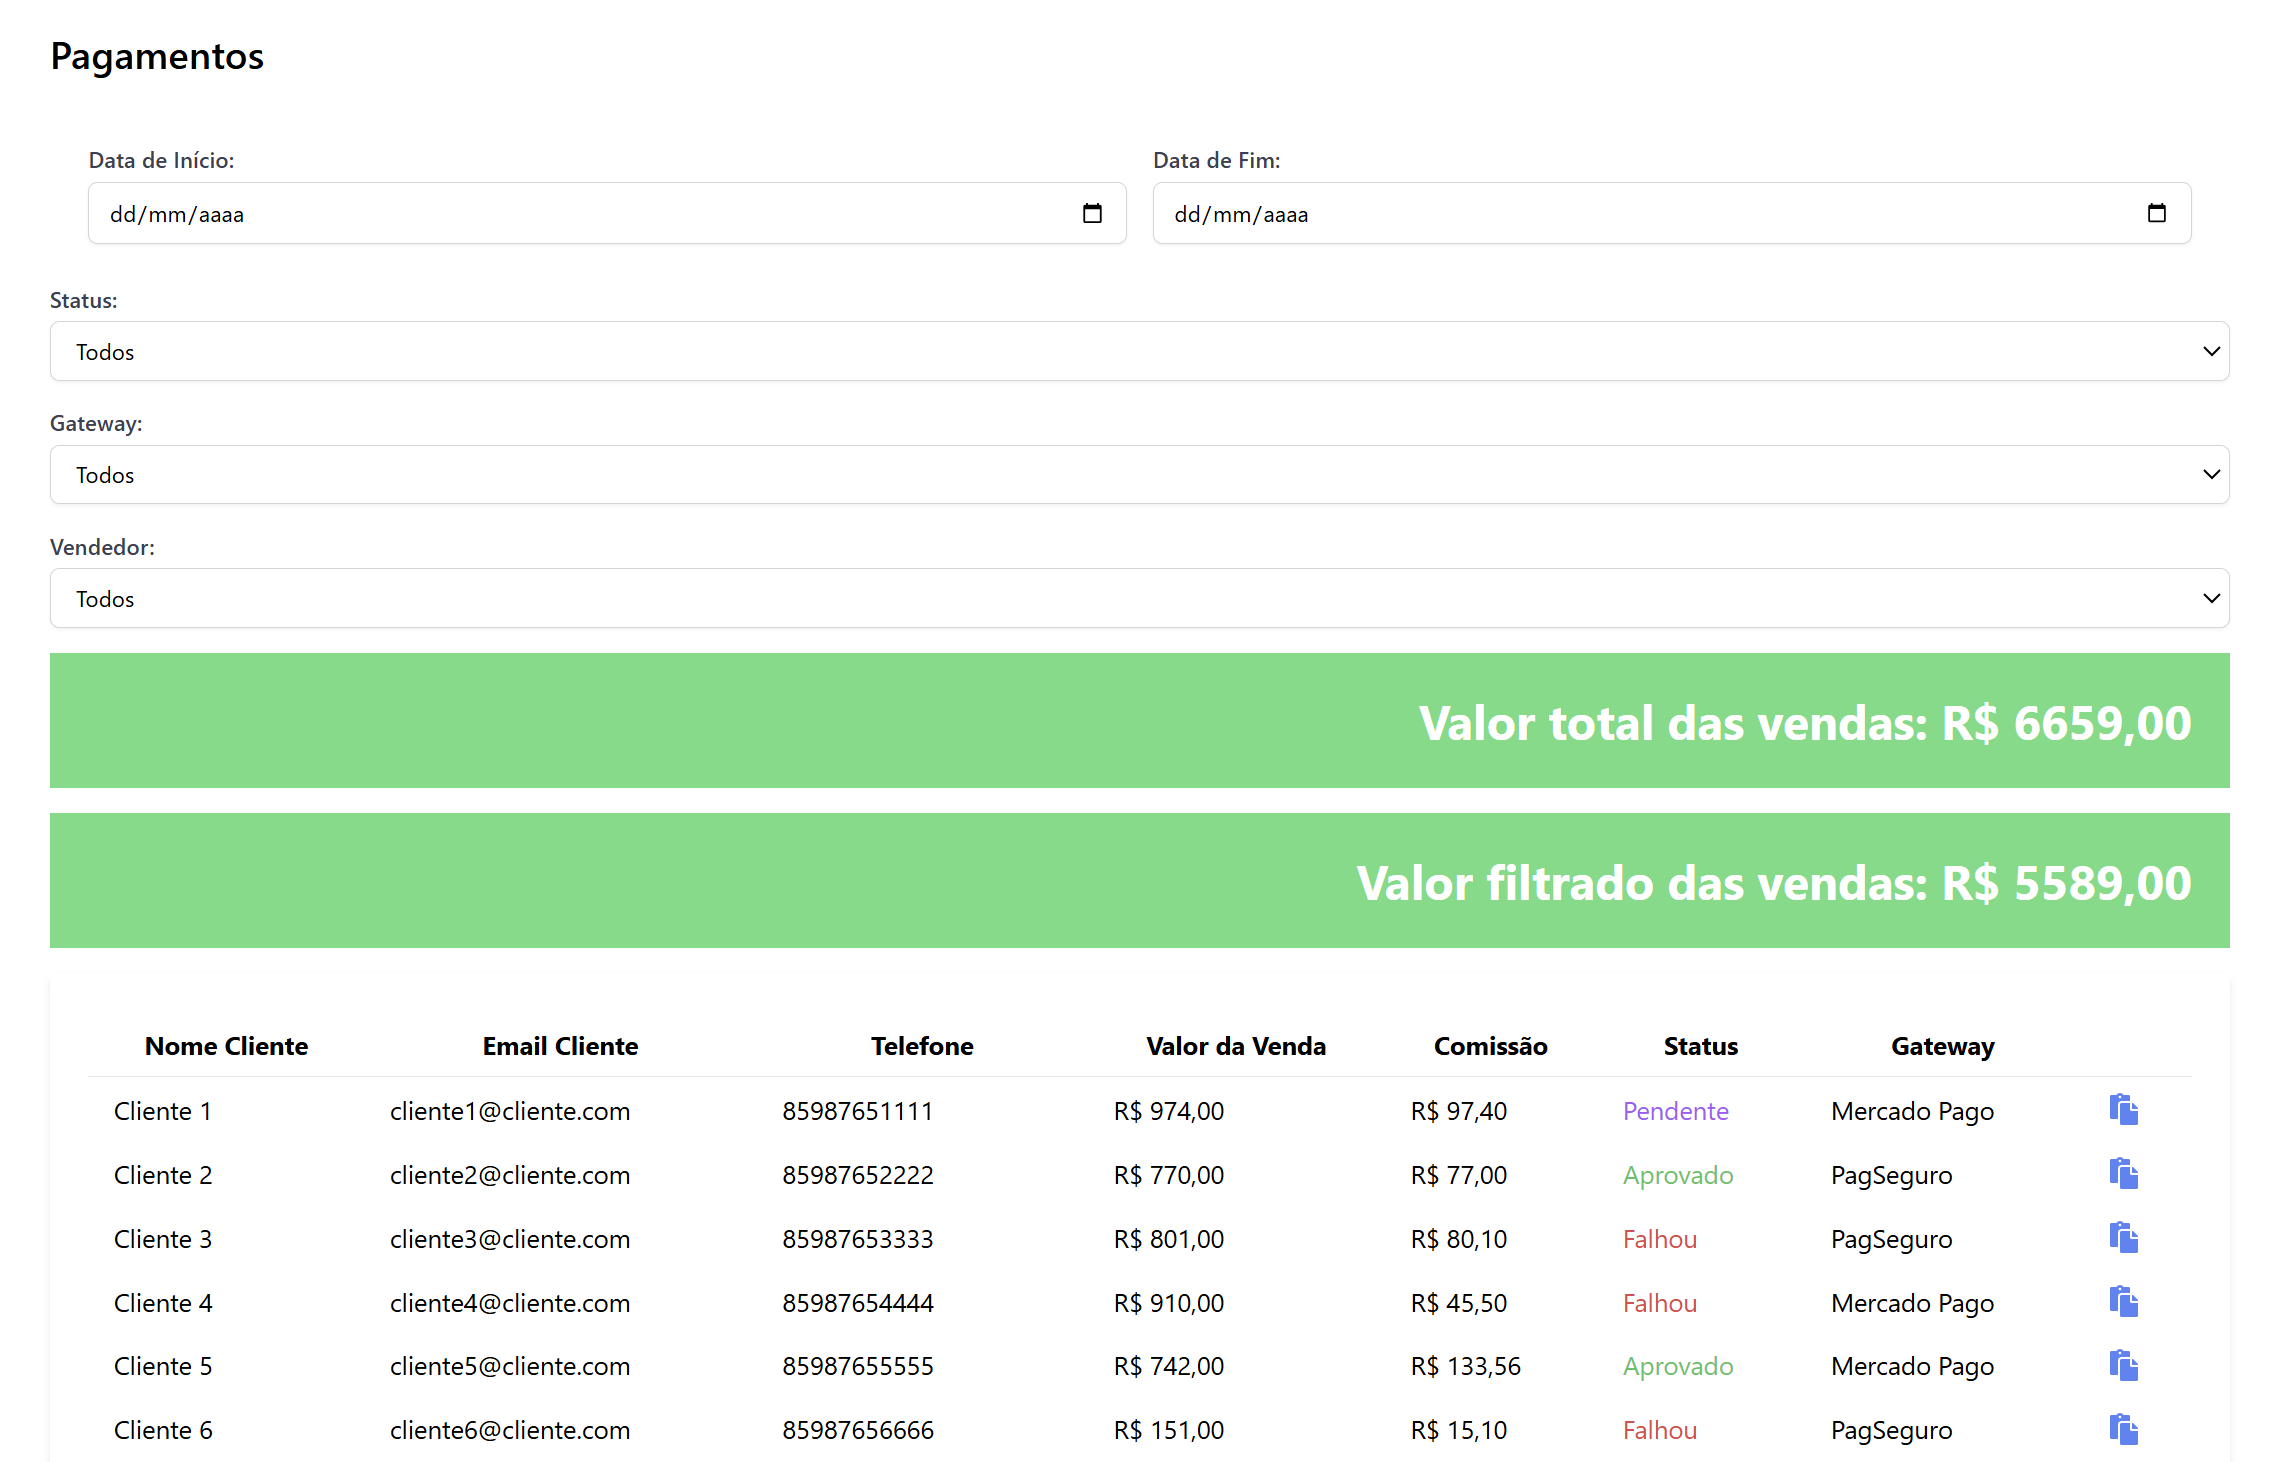 Pagamentos
Data de Início: Data de Fim:
dd/mm/aaaa dd/mm/aaaa
Status:
Todos
Gateway:
Todos
Vendedor:
Todos
Valor total das vendas: R$ 6659,00
Valor filtrado das vendas: R$ 5589,00
Nome Cliente Email Cliente Telefone Valor da Venda Comissão Status Gateway
Cliente 1 cliente1@cliente.com 85987651111 R$ 974,00 R$ 97,40 Pendente Mercado Pago
Cliente 2 cliente2@cliente.com 85987652222 R$ 770,00 R$ 77,00 Aprovado PagSeguro
Cliente 3 cliente3@cliente.com 85987653333 R$ 801,00 R$ 80,10 Falhou PagSeguro
Cliente 4 cliente4@cliente.com 85987654444 R$ 910,00 R$ 45,50 Falhou Mercado Pago
Cliente 5 cliente5@cliente.com 85987655555 R$ 742,00 R$ 133,56 Aprovado Mercado Pago
Cliente 6 cliente6@cliente.com 85987656666 R$ 151,00 R$ 15,10 Falhou PagSeguro